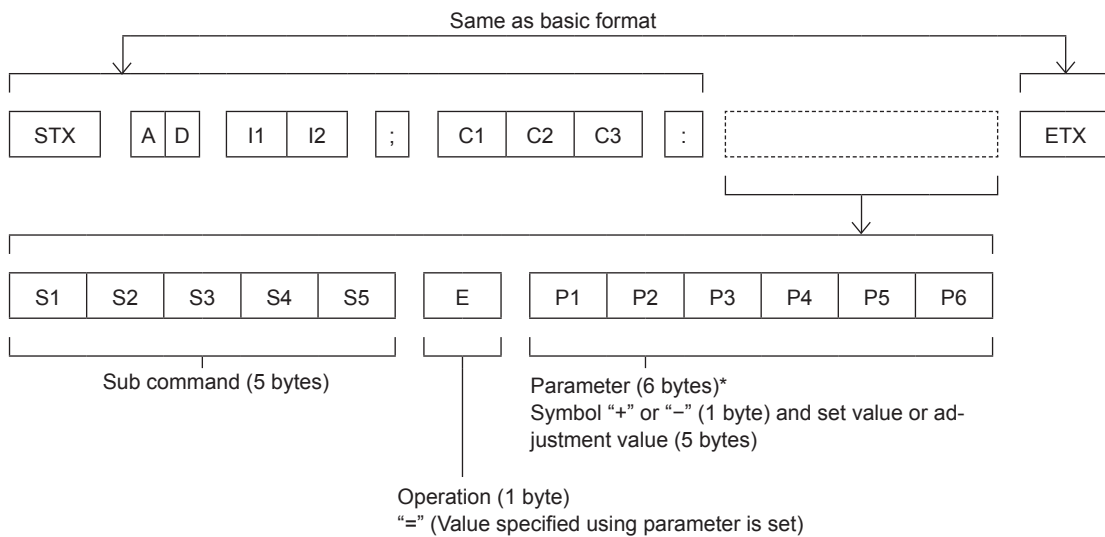 Same as basic format
STX A D I1 I2 ; C1 C2 C3 : ETX
S1 S2 S3 S4 S5 E P1 P2 P3 P4 P5 P6
Sub command (5 bytes)
Parameter (6 bytes)*
Symbol “+” or “−” (1 byte) and set value or ad-
justment value (5 bytes)
Operation (1 byte)
“=” (Value specified using parameter is set)